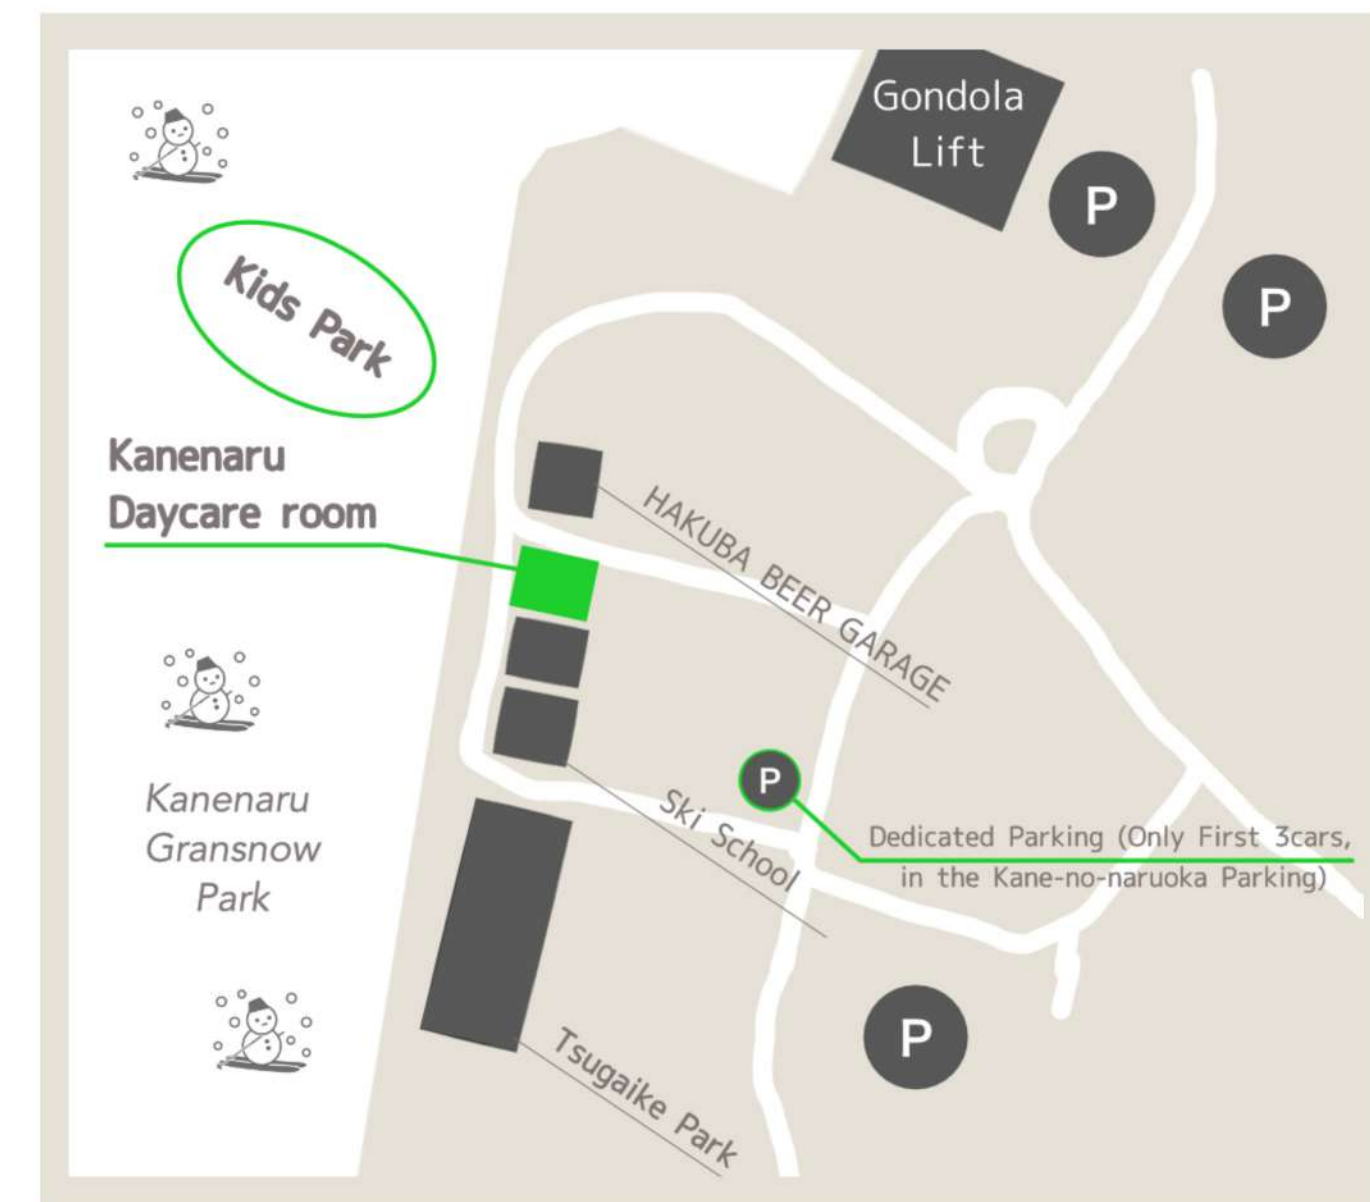 Gondola
Lift
P
P
Kids Park
Kanenaru
Daycare room
HAKUBA BEER GARAGE
P
Ski School
Dedicated Parking (Only First 3cars,
in the Kane-no-naruoka Parking)
Kanenaru
Gransnow
Park
P
Tsugaike Park